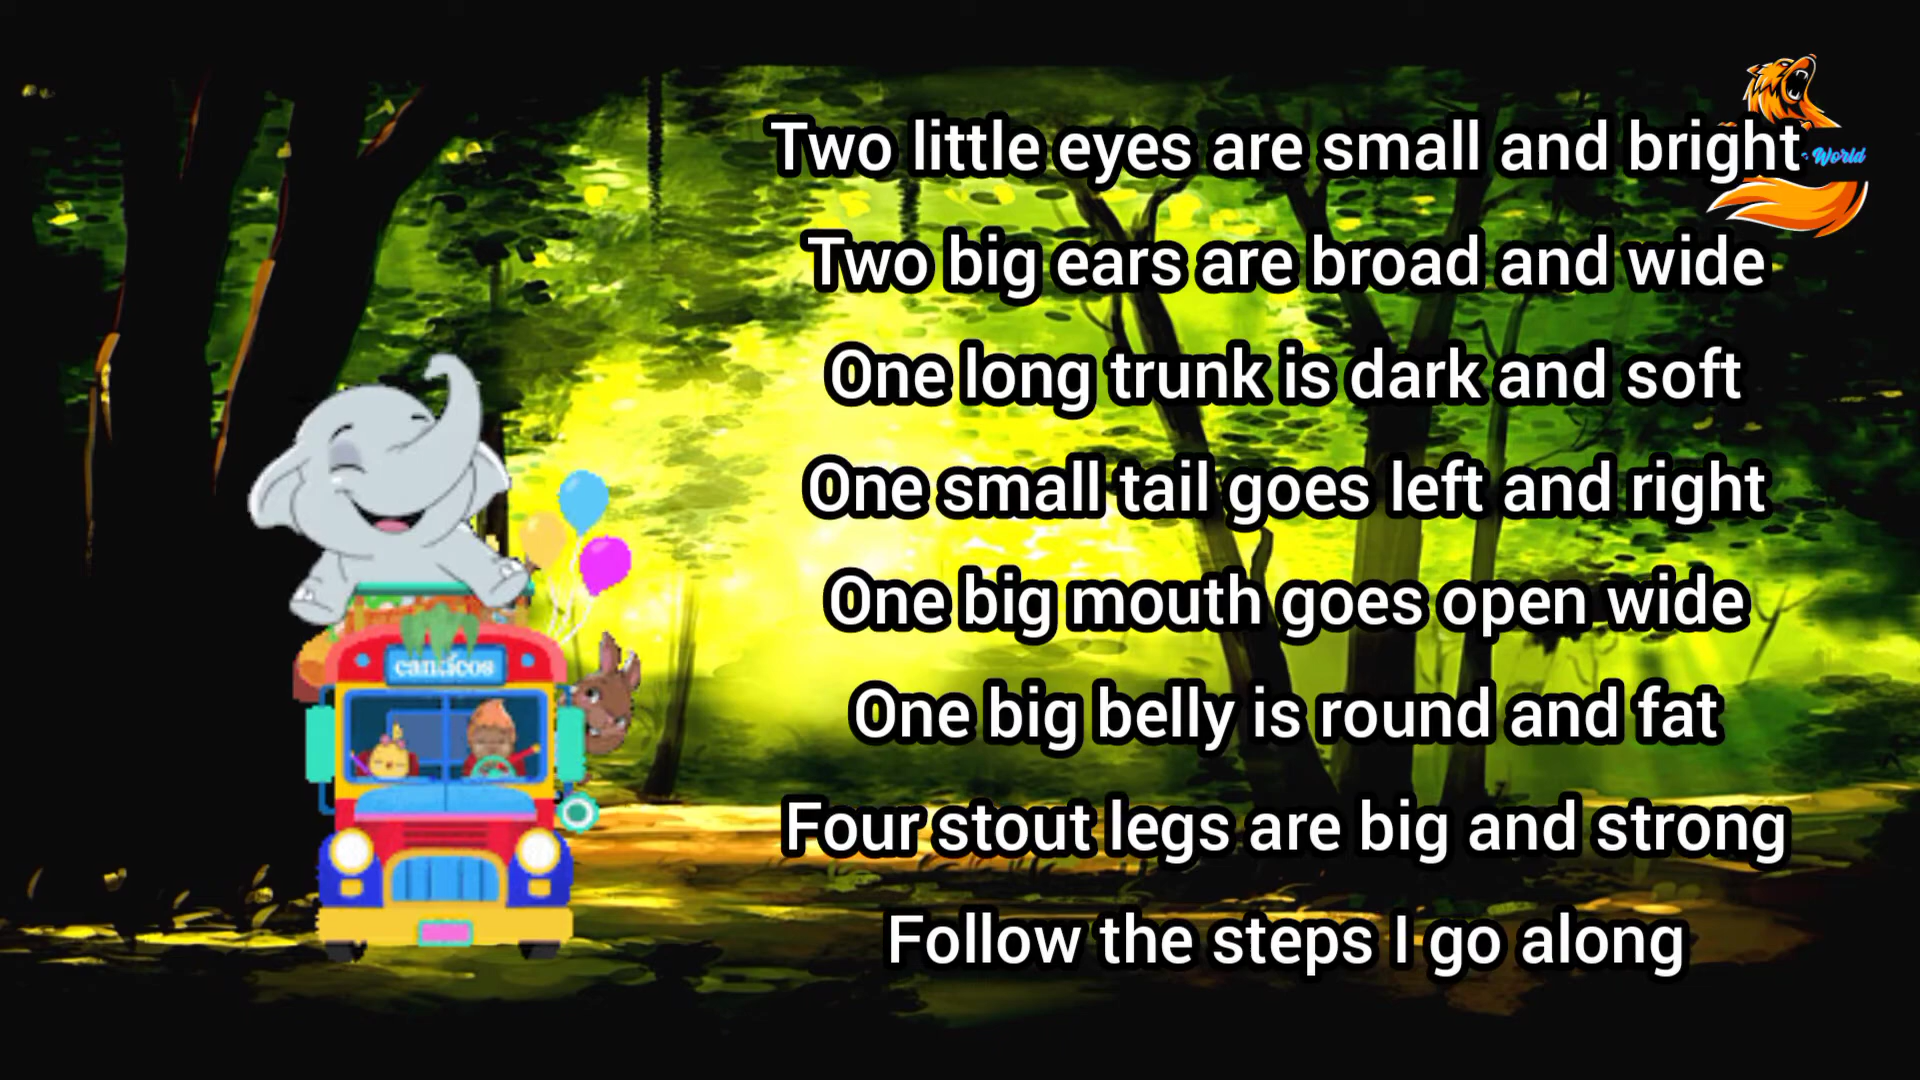 Two little eyes are small and bright
World
Two big ears are broad and wide
One long trunk is dark and soft
One small tail goes left and right
One big mouth goes open wide
One big belly is round and fat
Four stout legs are big and strong
Follow the steps I go along
canticos